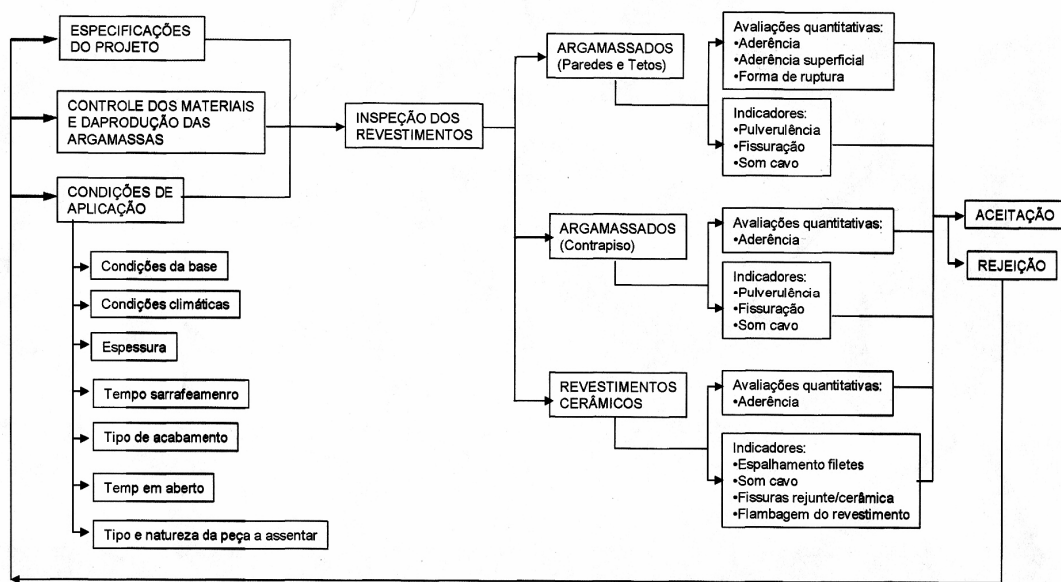 ESPECIFICAÇÕES
DO PROJETO
CONTROLE DOS MATERIAIS
E DAPRODUÇÃO DAS
ARGAMASSAS
CONDIÇÕES DE
APLICAÇÃO
Condições da base
Condições climáticas
Espessura
Tempo sarrafeamenro
Tipo de acabamento
Temp em aberto
Tipo e natureza da peça a assentar
INSPEÇÃO DOS
REVESTIMENTOS
ARGAMASSADOS
(Paredes e Tetos)
Avaliações quantitativas:
•Aderência
•Aderência superficial
•Forma de ruptura
Indicadores:
•Pulverulência
•Fissuração
•Som cavo
ARGAMASSADOS
(Contrapiso)
Avaliações quantitativas:
•Aderência
Indicadores:
•Pulverulência
•Fissuração
•Som cavo
REVESTIMENTOS
CERÂMICOS
Avaliações quantitativas:
•Aderência
Indicadores:
•Espalhamento filetes
•Som cavo
•Fissuras rejunte/cerâmica
•Flambagem do revestimento
ACEITAÇÃO
REJEIÇÃO